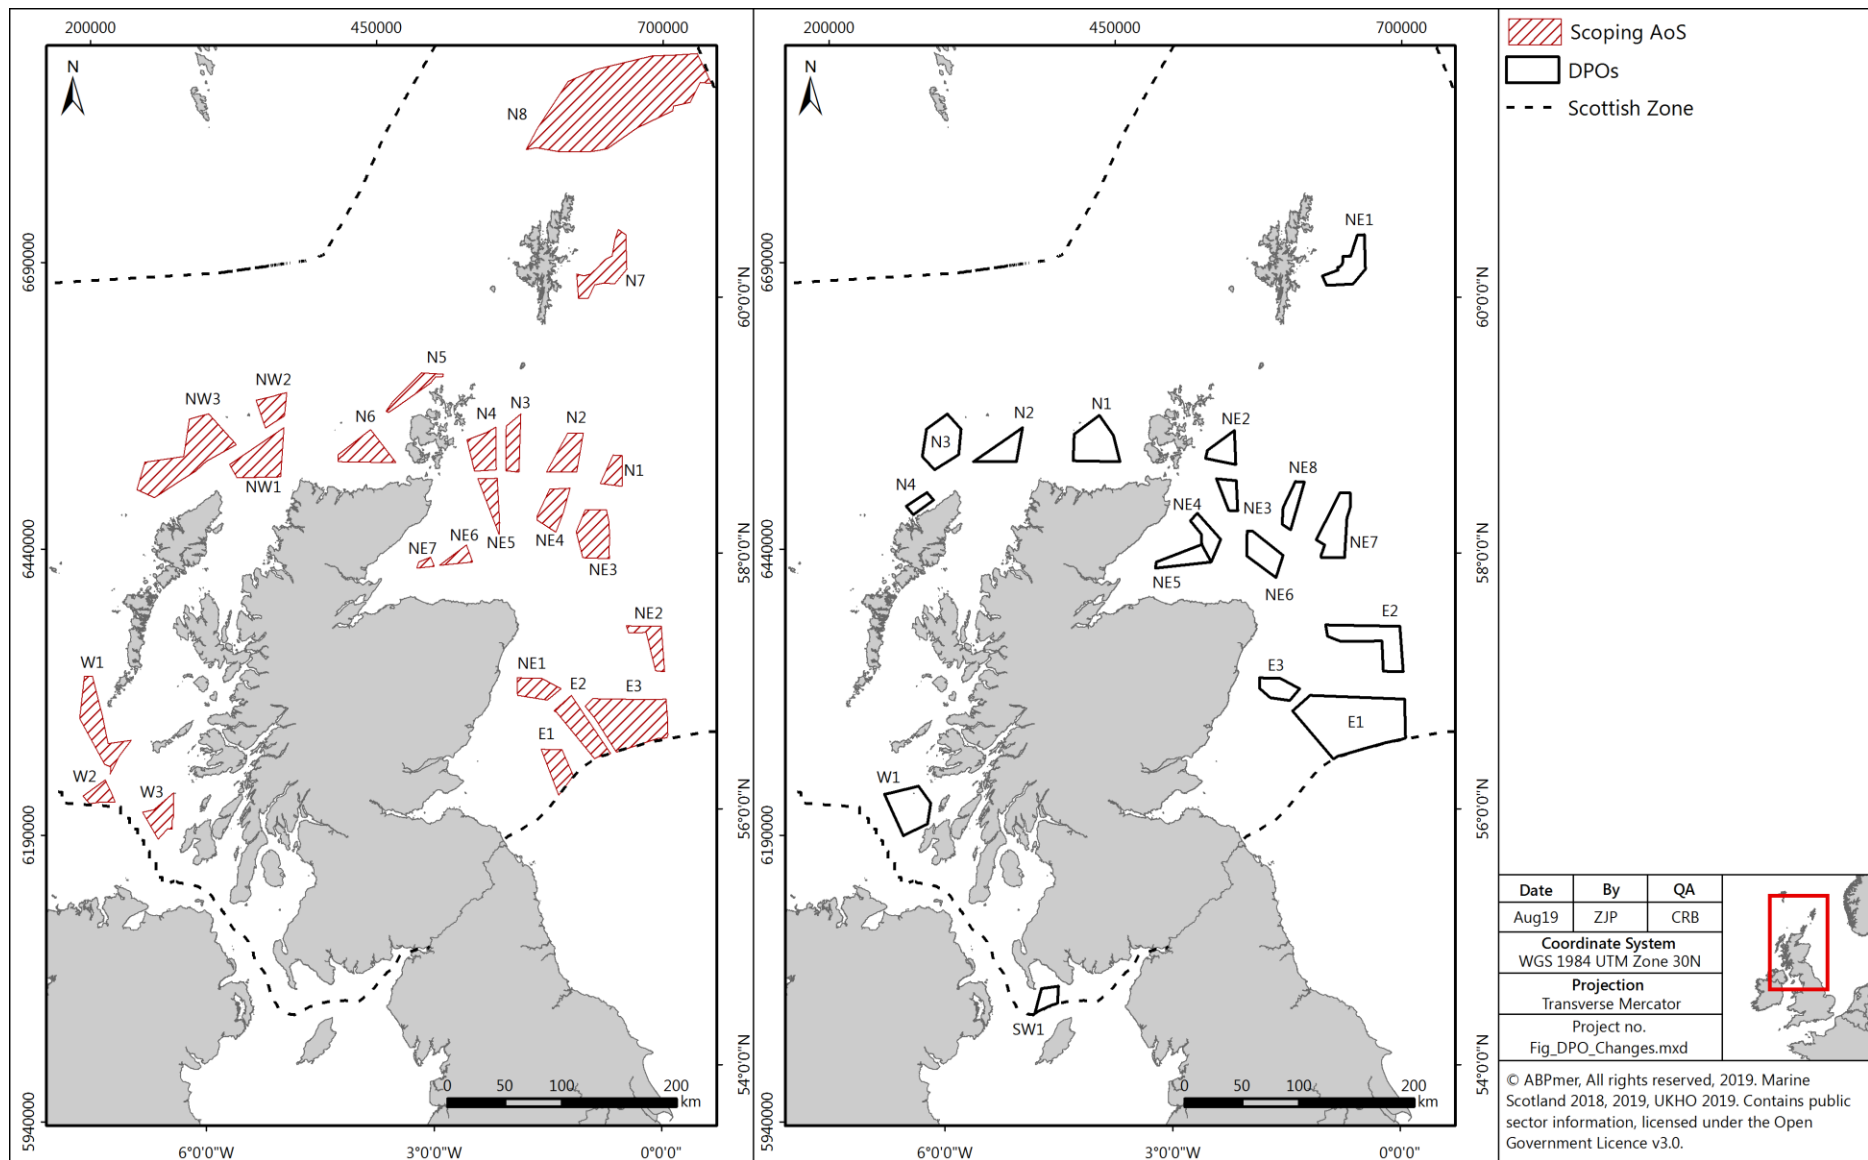 200000
4500000
700000
N
N8
N7
N5
NW2
NW3
N6
N4
N3
N2
N1
NW1
NE5
NE4
NE3
NE7
NE6
NE2
W1
NE1
E2
E3
E1
W2
W3
6690000
6440000
6190000
5940000
60°0'0"N
58°0'0"N
56°0'0"N
54°0'0"N
0
50
100
200
km
6°0'0"W
3°0'0"W
0°0'0"
200000
4500000
700000
N
NE1
N3
N2
N1
NE2
NE8
N4
NE4
NE3
NE7
NE5
NE6
E2
E3
E1
W1
SW1
6690000
6440000
6190000
5940000
60°0'0"N
58°0'0"N
56°0'0"N
54°0'0"N
0
50
100
200
km
6°0'0"W
3°0'0"W
0°0'0"
Scoping AoS
DPOs
Scottish Zone
Date By QA
Aug19 ZJP CRB
Coordinate System
WGS 1984 UTM Zone 30N
Projection
Transverse Mercator
Project no.
Fig_DPO_Changes.mxd
© ABPmer, All rights reserved, 2019. Marine
Scotland 2018, 2019, UKHO 2019. Contains public
sector information, licensed under the Open
Government Licence v3.0.